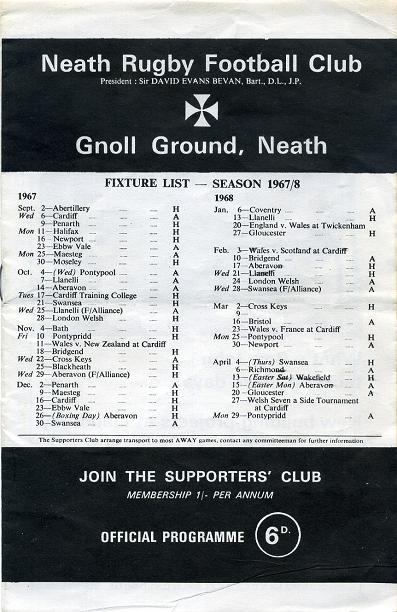 Neath Rugby Football Club
President : Sir DAVID EVANS BEVAN, Bart., D.L., J.P.
Gnoll Ground, Neath
FIXTURE LIST — SEASON 1967/8
1967
Sept. 2—Abertillery H
Wed 6—Cardiff A
9—Penarth H
Mon 11—Halifax H
16 Newport H
23 Ebbw Vale A
Mon 25—Maesteg A
30—Moseley H
Oct. 4—(Wed) Pontypool A
7—Llanelli A
14—Aberavon A
Tues 17—Cardiff Training College H
21—Swansea H
Wed 25—Llanelli (F/Alliance) A
28—London Welsh H
Nov. 4—Bath H
Fri 10 Pontypridd H
11—Wales v. New Zealand at Cardiff
18—Bridgend H
Wed 22—Cross Keys A
25—Blackheath H
Wed 29—Aberavon (F/Alliance) H
Dec. 2—Penarth A
9—Maesteg H
16—Cardiff H
23—Ebbw Vale H
26—(Boxing Day) Aberavon H
30—Swansea A
1968
Jan. 6—Coventry A
13—Llanelli H
20—England v. Wales at Twickenham
27—Gloucester H
Feb. 3—Wales v. Scotland at Cardiff
10—Bridgend A
17—Aberavon H
Wed 21—Llanelli H
24 London Welsh A
Wed 28—Swansea (F/Alliance) A
Mar 2—Cross Keys H
9—
16—Bristol A
23—Wales v. France at Cardiff
Mon 25—Pontypool H
30—Newport A
April 4—(Thurs) Swansea H
6—Richmond A
13—(Easter Sat) Wakefield H
15—(Easter Mon) Aberavon A
20—Gloucester A
27—Welsh Seven a Side Tournament
at Cardiff
Mon 29—Pontypridd A
The Supporters Club arrange transport to most AWAY games, contact any committeeman for further information
JOIN THE SUPPORTERS' CLUB
MEMBERSHIP 1/- PER ANNUM
OFFICIAL PROGRAMME 6D.